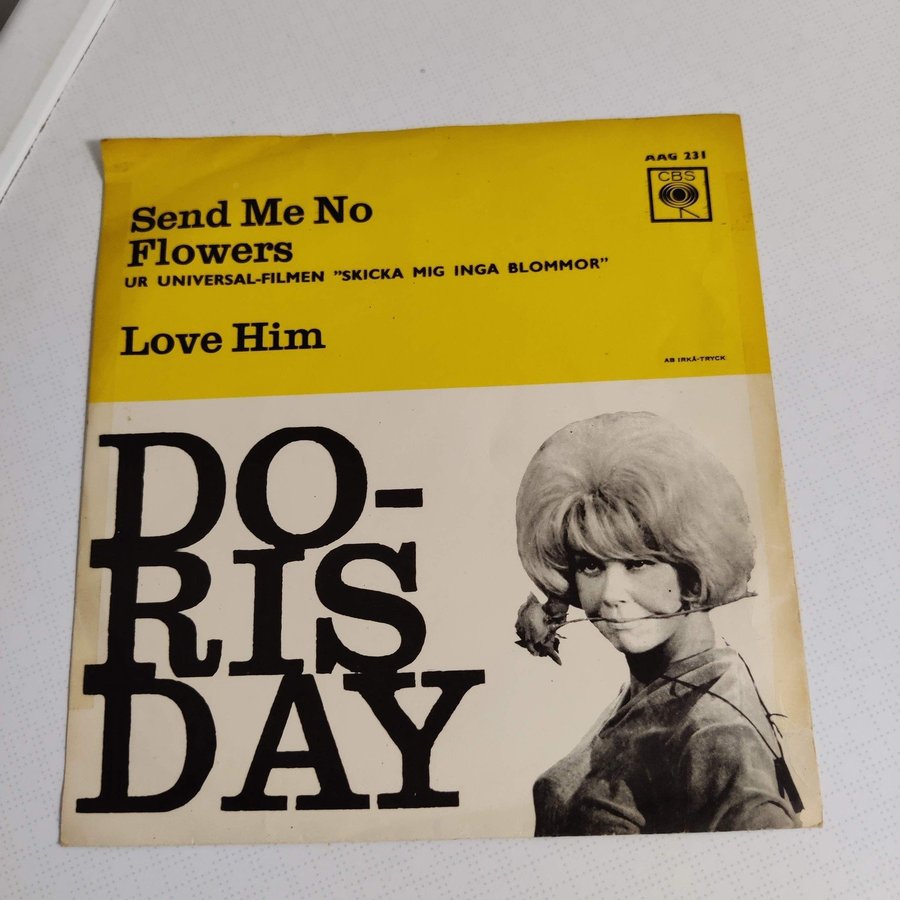 AAG 231
CBS
Send Me No
Flowers
UR UNIVERSAL-FILMEN ”SKICKA MIG INGA BLOMMOR”
Love Him
AB IRKÅ-TRYCK
DO-
RIS
DAY